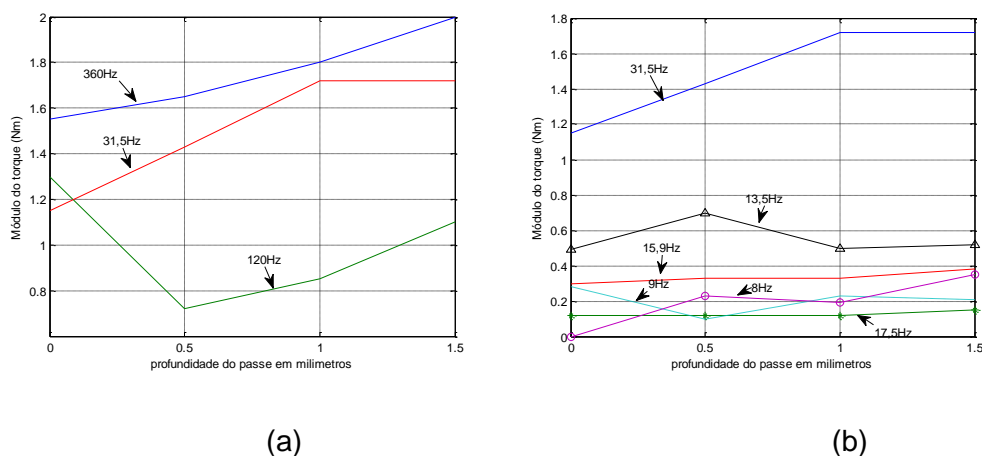 2
1.8
1.6
1.4
1.2
1
0.8
Módulo do torque (Nm)
360Hz
31,5Hz
120Hz
0
0.5
1
1.5
profundidade do passe em milimetros
(a)
1.8
1.6
1.4
1.2
1
0.8
0.6
0.4
0.2
0
Módulo do torque (Nm)
31,5Hz
13,5Hz
15,9Hz
9Hz
8Hz
17,5Hz
0
0.5
1
1.5
profundidade do passe em milimetros
(b)